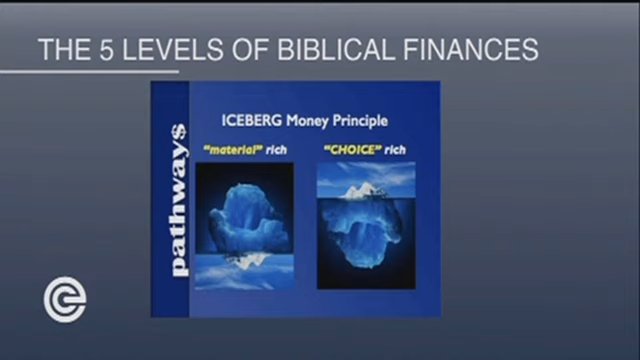 THE 5 LEVELS OF BIBLICAL FINANCES
pathway$
ICEBERG Money Principle
"material" rich
"CHOICE" rich